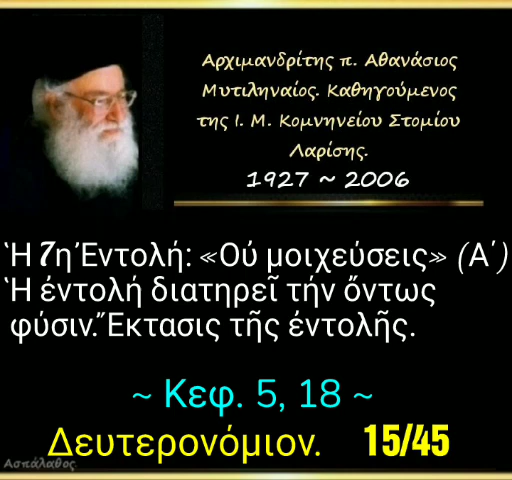 Αρχιμανδρίτης π. Αθανάσιος
Μυτιληναίος. Καθηγούμενος
της Ι. Μ. Κομνηνείου Στομίου
Λαρίσης.
1927 ~ 2006
Ἡ 7η Ἐντολή: «Οὐ μοιχεύσεις» (Α΄)
Ἡ ἐντολή διατηρεῖ τήν ὄντως
φύσιν. Ἔκτασις τῆς ἐντολῆς.
~ Κεφ. 5, 18 ~
Δευτερονόμιον. 15/45
Ασπάλαθος